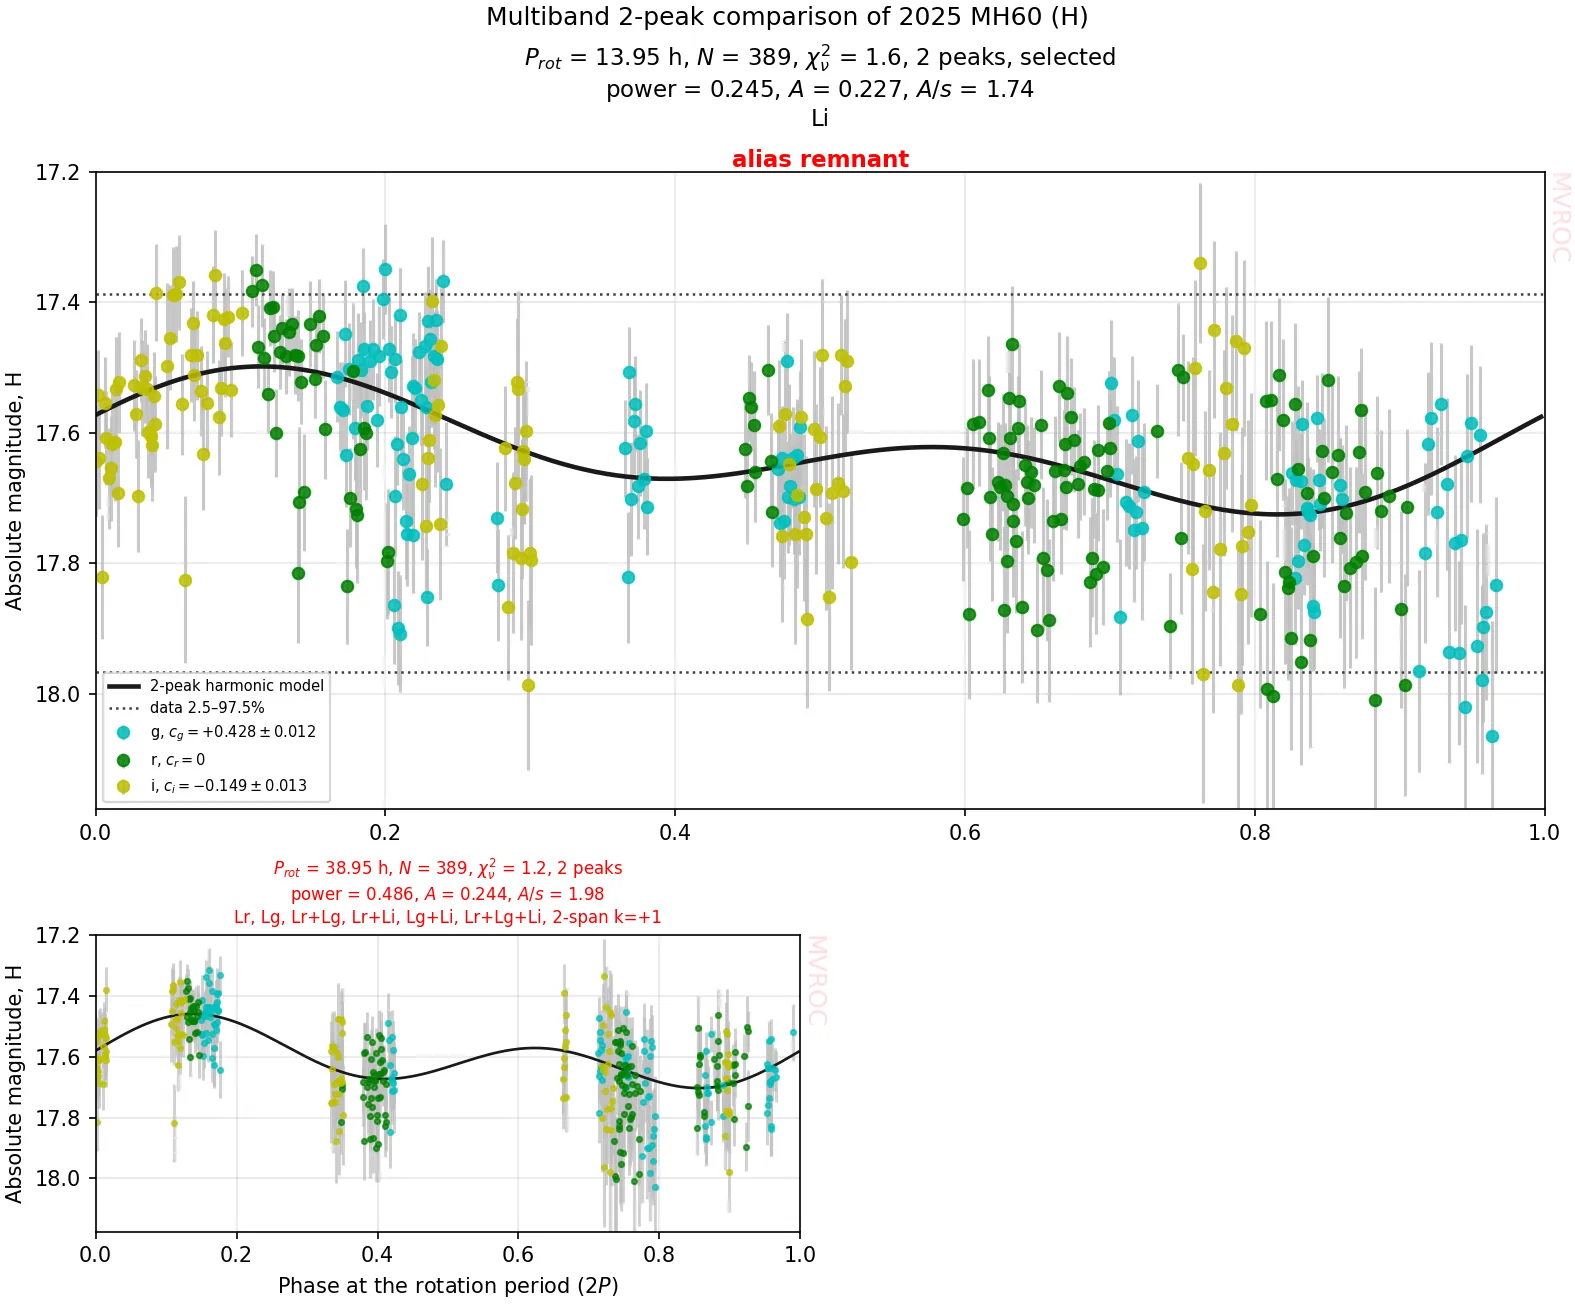 Multiband 2-peak comparison of 2025 MH60 (H)
P_rot = 13.95 h, N = 389, χ²_ν = 1.6, 2 peaks, selected
power = 0.245, A = 0.227, A/s = 1.74
Li
alias remnant
17.2
17.4
17.6
17.8
18.0
Absolute magnitude, H
MVROC
2-peak harmonic model
data 2.5–97.5%
g, c_g = +0.428 ± 0.012
r, c_r = 0
i, c_i = −0.149 ± 0.013
0.0 0.2 0.4 0.6 0.8 1.0
P_rot = 38.95 h, N = 389, χ²_ν = 1.2, 2 peaks
power = 0.486, A = 0.244, A/s = 1.98
Lr, Lg, Lr+Lg, Lr+Li, Lg+Li, Lr+Lg+Li, 2-span k=+1
17.2
17.4
17.6
17.8
18.0
Absolute magnitude, H
MVROC
0.0 0.2 0.4 0.6 0.8 1.0
Phase at the rotation period (2P)